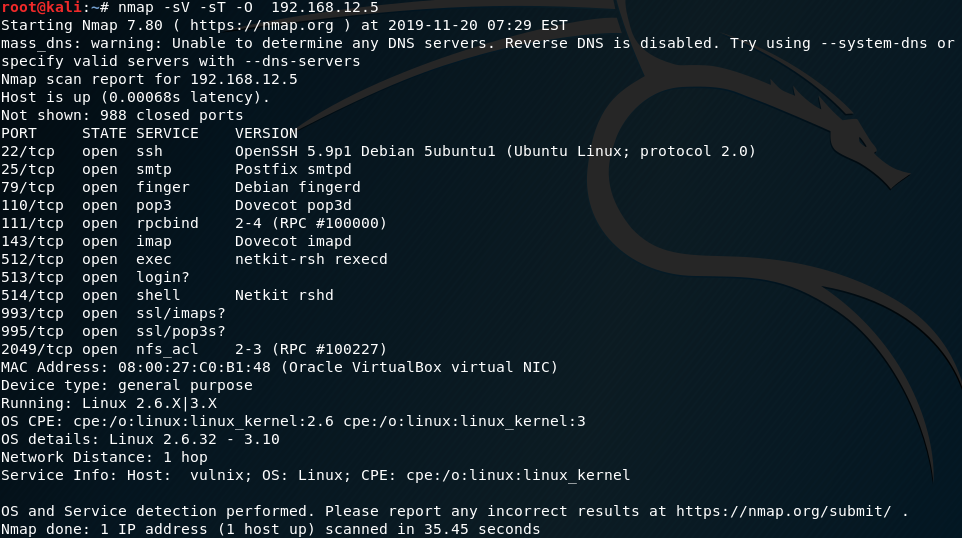 root@kali:~# nmap -sV -sT -O  192.168.12.5
Starting Nmap 7.80 ( https://nmap.org ) at 2019-11-20 07:29 EST
mass_dns: warning: Unable to determine any DNS servers. Reverse DNS is disabled. Try using --system-dns or
specify valid servers with --dns-servers
Nmap scan report for 192.168.12.5
Host is up (0.00068s latency).
Not shown: 988 closed ports
PORT     STATE SERVICE    VERSION
22/tcp   open  ssh        OpenSSH 5.9p1 Debian 5ubuntu1 (Ubuntu Linux; protocol 2.0)
25/tcp   open  smtp       Postfix smtpd
79/tcp   open  finger     Debian fingerd
110/tcp  open  pop3       Dovecot pop3d
111/tcp  open  rpcbind    2-4 (RPC #100000)
143/tcp  open  imap       Dovecot imapd
512/tcp  open  exec       netkit-rsh rexecd
513/tcp  open  login?
514/tcp  open  shell      Netkit rshd
993/tcp  open  ssl/imaps?
995/tcp  open  ssl/pop3s?
2049/tcp open  nfs_acl    2-3 (RPC #100227)
MAC Address: 08:00:27:C0:B1:48 (Oracle VirtualBox virtual NIC)
Device type: general purpose
Running: Linux 2.6.X|3.X
OS CPE: cpe:/o:linux:linux_kernel:2.6 cpe:/o:linux:linux_kernel:3
OS details: Linux 2.6.32 - 3.10
Network Distance: 1 hop
Service Info: Host:  vulnix; OS: Linux; CPE: cpe:/o:linux:linux_kernel
OS and Service detection performed. Please report any incorrect results at https://nmap.org/submit/ .
Nmap done: 1 IP address (1 host up) scanned in 35.45 seconds